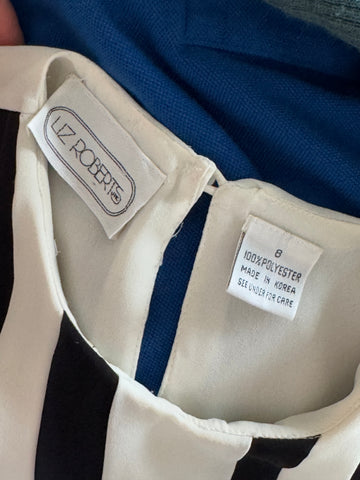 LIZ ROBERTS
8
100% POLYESTER
MADE IN KOREA
SEE UNDER FOR CARE